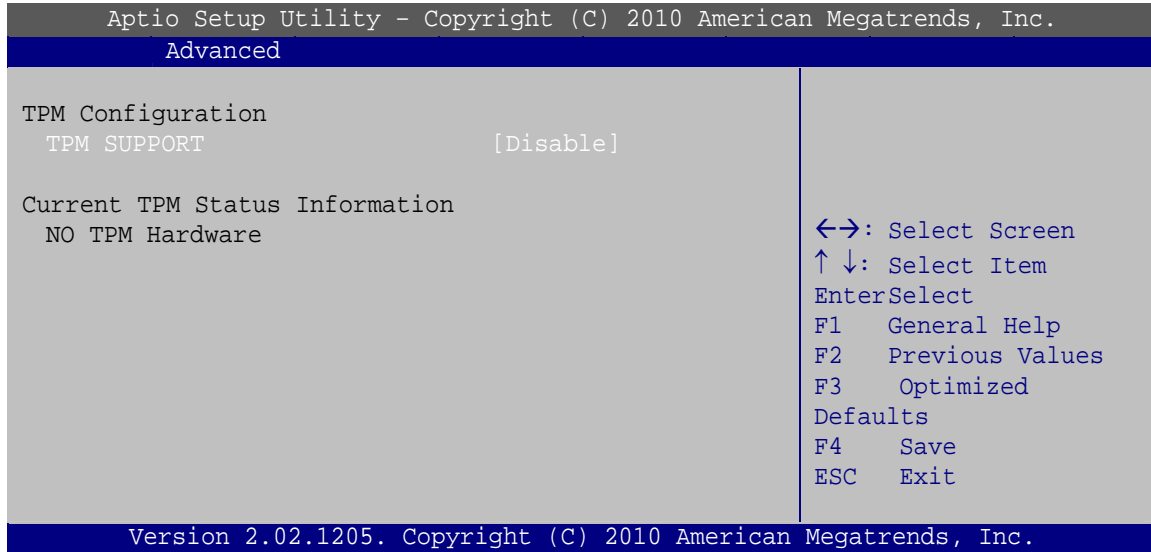 Aptio Setup Utility – Copyright (C) 2010 American Megatrends, Inc.
Advanced
TPM Configuration
TPM SUPPORT [Disable]
Current TPM Status Information
NO TPM Hardware
←→: Select Screen
↑ ↓: Select Item
EnterSelect
F1 General Help
F2 Previous Values
F3 Optimized
Defaults
F4 Save
ESC Exit
Version 2.02.1205. Copyright (C) 2010 American Megatrends, Inc.